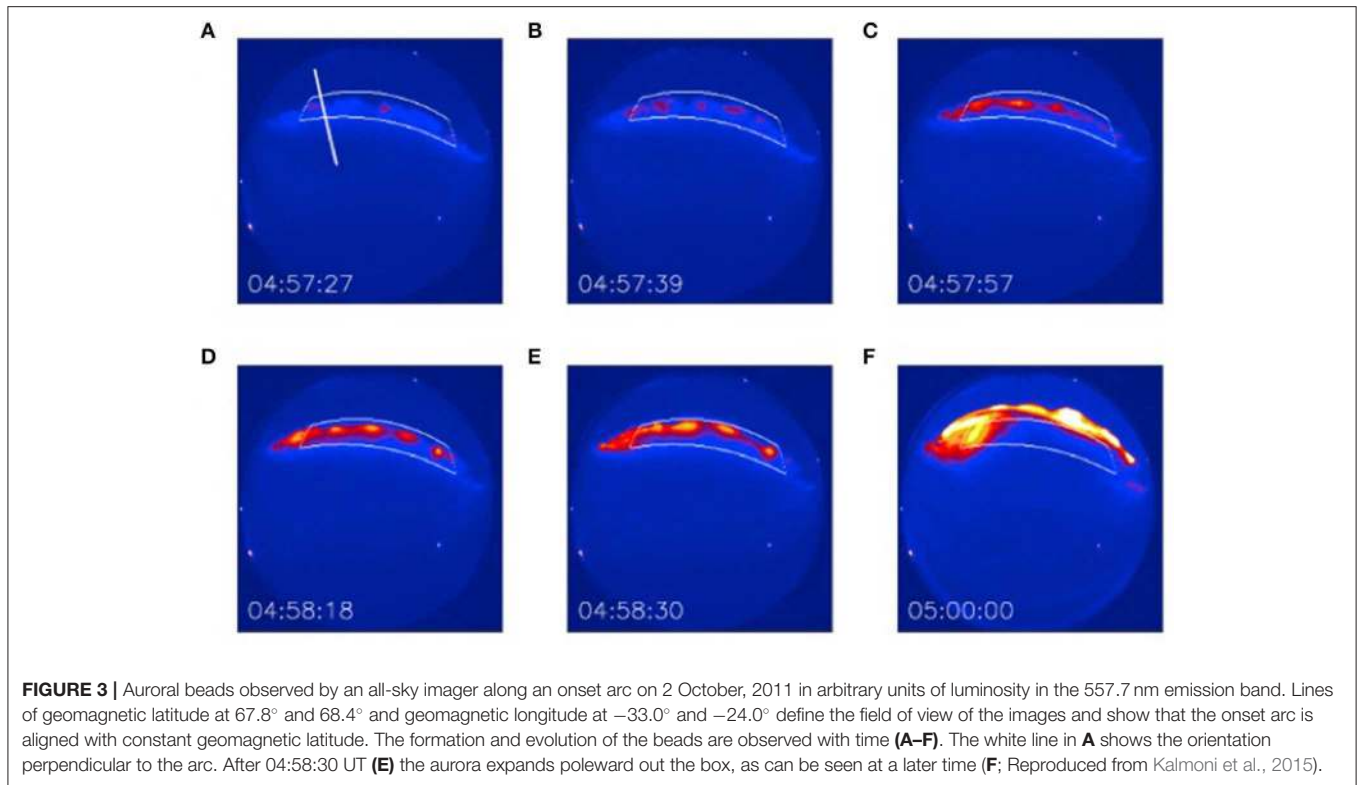 A
B
C
04:57:27
04:57:39
04:57:57
D
E
F
04:58:18
04:58:30
05:00:00
FIGURE 3 | Auroral beads observed by an all-sky imager along an onset arc on 2 October, 2011 in arbitrary units of luminosity in the 557.7 nm emission band. Lines
of geomagnetic latitude at 67.8° and 68.4° and geomagnetic longitude at −33.0° and −24.0° define the field of view of the images and show that the onset arc is
aligned with constant geomagnetic latitude. The formation and evolution of the beads are observed with time (A–F). The white line in A shows the orientation
perpendicular to the arc. After 04:58:30 UT (E) the aurora expands poleward out the box, as can be seen at a later time (F; Reproduced from Kalmoni et al., 2015).